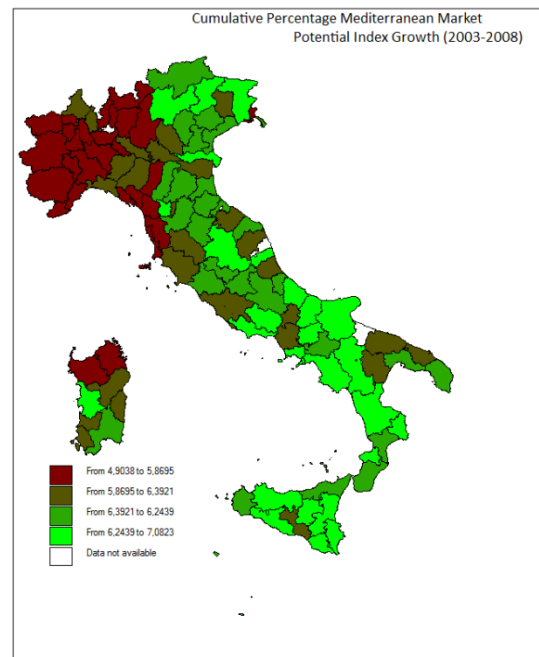 Cumulative Percentage Mediterranean Market
Potential Index Growth (2003-2008)
From 4,9038 to 5,8695
From 5,8695 to 6,3921
From 6,3921 to 6,2439
From 6,2439 to 7,0823
Data not available